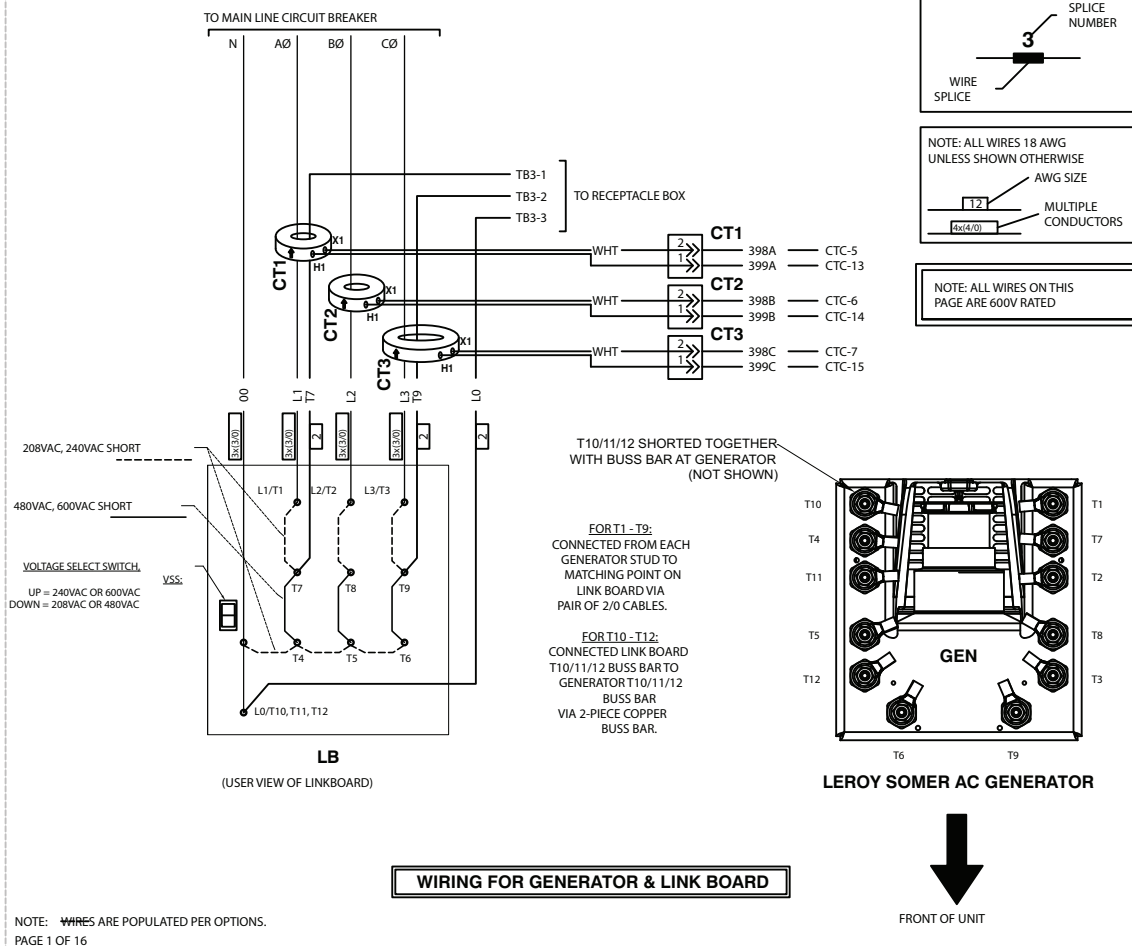 TO MAIN LINE CIRCUIT BREAKER
N AØ BØ CØ
SPLICE
NUMBER
3
WIRE
SPLICE
NOTE: ALL WIRES 18 AWG
UNLESS SHOWN OTHERWISE
AWG SIZE
12
MULTIPLE
CONDUCTORS
4x(4/0)
NOTE: ALL WIRES ON THIS
PAGE ARE 600V RATED
TB3-1
TB3-2
TB3-3
TO RECEPTACLE BOX
CT1
X1
H1
WHT
2
1
CT1
398A CTC-5
399A CTC-13
CT2
X1
H1
WHT
2
1
CT2
398B CTC-6
399B CTC-14
CT3
X1
H1
WHT
2
1
CT3
398C CTC-7
399C CTC-15
00 L1 T7 L2 L3 T9 L0
3x(3/0) 3x(3/0) 2 3x(3/0) 3x(3/0) 2 2
208VAC, 240VAC SHORT
480VAC, 600VAC SHORT
VOLTAGE SELECT SWITCH,
VSS:
UP = 240VAC OR 600VAC
DOWN = 208VAC OR 480VAC
L1/T1 L2/T2 L3/T3
T7 T8 T9
T4 T5 T6
L0/T10, T11, T12
LB
(USER VIEW OF LINKBOARD)
T10/11/12 SHORTED TOGETHER
WITH BUSS BAR AT GENERATOR
(NOT SHOWN)
FOR T1 - T9:
CONNECTED FROM EACH
GENERATOR STUD TO
MATCHING POINT ON
LINK BOARD VIA
PAIR OF 2/0 CABLES.
FOR T10 - T12:
CONNECTED LINK BOARD
T10/11/12 BUSS BAR TO
GENERATOR T10/11/12
BUSS BAR
VIA 2-PIECE COPPER
BUSS BAR.
T10 T1
T4 T7
T11 T2
T5 T8
GEN
T12 T3
T6 T9
LEROY SOMER AC GENERATOR
FRONT OF UNIT
WIRING FOR GENERATOR & LINK BOARD
NOTE: WIRES ARE POPULATED PER OPTIONS.
PAGE 1 OF 16